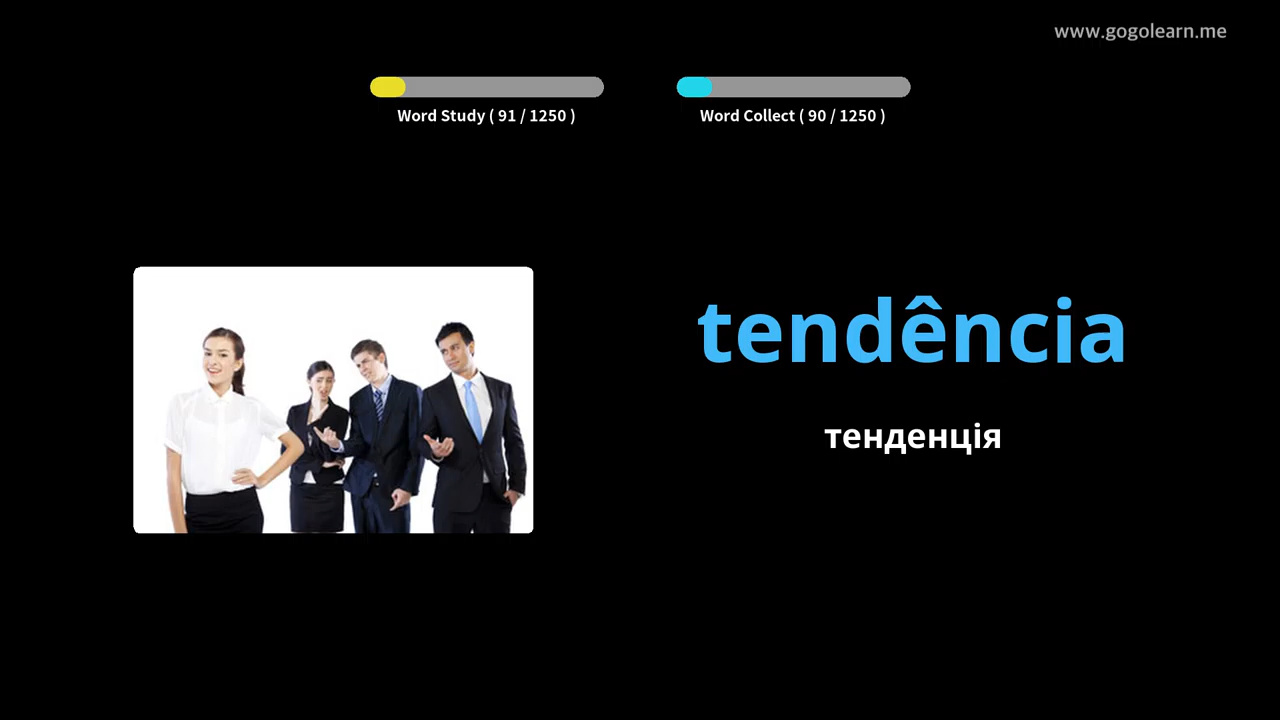 www.gogolearn.me
Word Study ( 91 / 1250 )
Word Collect ( 90 / 1250 )
tendência
тенденція